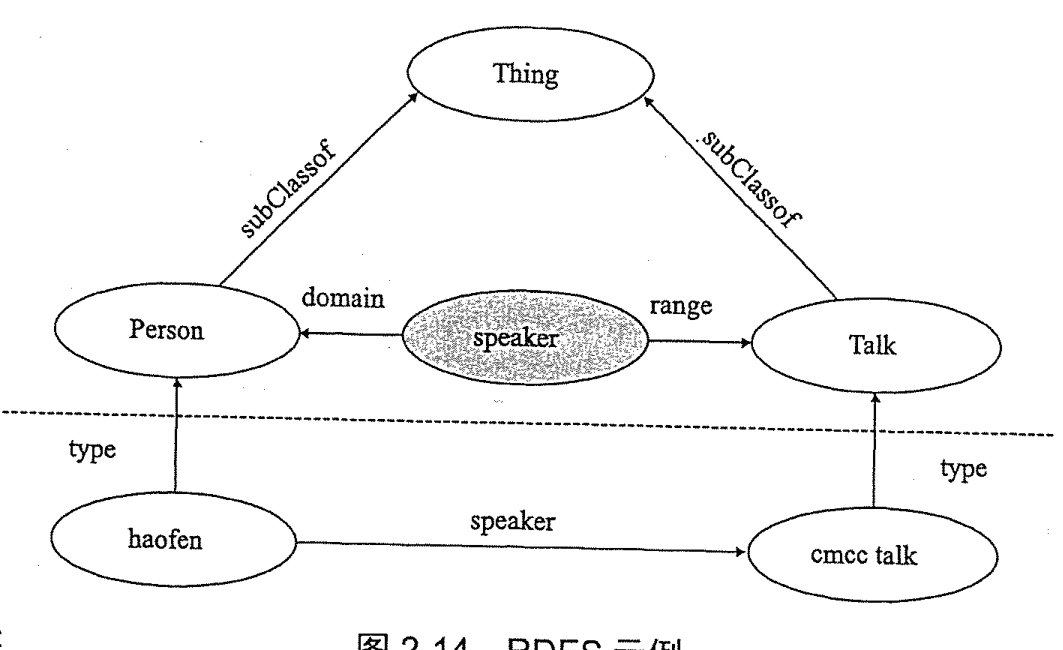 Thing
subClassof
subClassof
domain
range
Person
speaker
Talk
type
type
speaker
haofen
cmcc talk
图 2-14 RDFS 示例